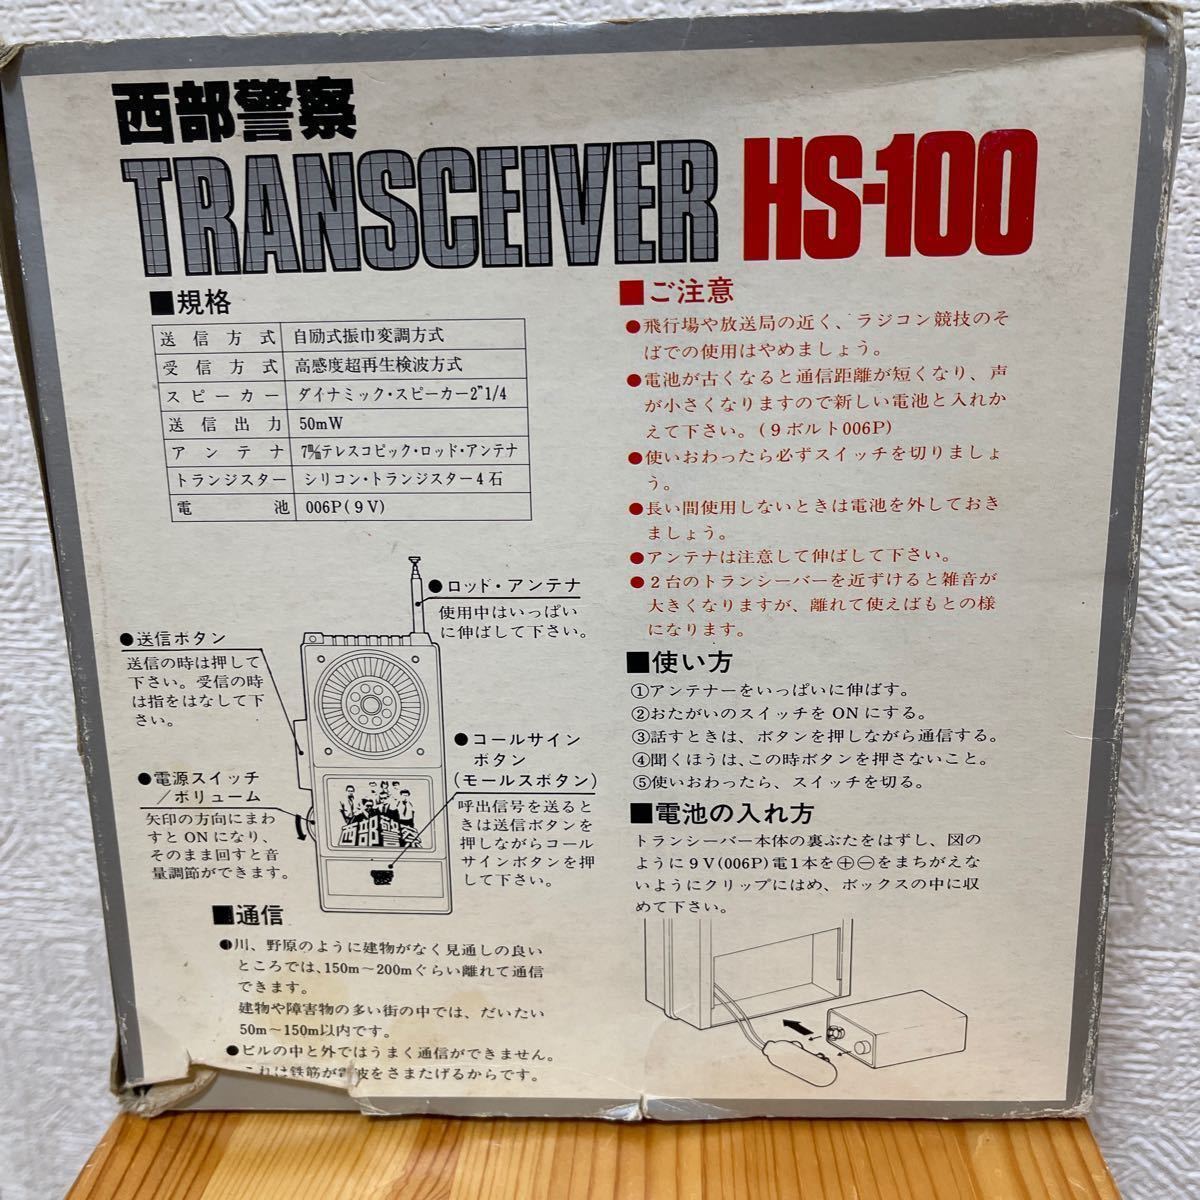 西部警察
TRANSCEIVER HS-100
■規格
送信方式 自励式振巾変調方式
受信方式 高感度超再生検波方式
スピーカー ダイナミック・スピーカー2"1/4
送信出力 50mW
アンテナ 7㎜テレスコピック・ロッド・アンテナ
トランジスター シリコン・トランジスター4石
電池 006P(9V)
●ロッド・アンテナ
使用中はいっぱい
に伸ばして下さい。
●送信ボタン
送信の時は押して
下さい。受信の時
は指をはなして下
さい。
●コールサイン
ボタン
(モールスボタン)
呼出信号を送ると
きは送信ボタンを
押しながらコール
サインボタンを押
して下さい。
●電源スイッチ
/ボリューム
矢印の方向にまわ
すとONになり、
そのまま回すと音
量調節ができます。
西部警察
■通信
●川、野原のように建物がなく見通しの良い
ところでは、150m~200mぐらい離れて通信
できます。
建物や障害物の多い街の中では、だいたい
50m~150m以内です。
●ビルの中と外ではうまく通信ができません。
これは鉄筋が電波をさまたげるからです。
■ご注意
●飛行場や放送局の近く、ラジコン競技のそ
ばでの使用はやめましょう。
●電池が古くなると通信距離が短くなり、声
が小さくなりますので新しい電池と入れか
えて下さい。(9ボルト006P)
●使いおわったら必ずスイッチを切りましょ
う。
●長い間使用しないときは電池を外しておき
ましょう。
●アンテナは注意して伸ばして下さい。
●2台のトランシーバーを近ずけると雑音が
大きくなりますが、離れて使えばもとの様
になります。
■使い方
①アンテナーをいっぱいに伸ばす。
②おたがいのスイッチをONにする。
③話すときは、ボタンを押しながら通信する。
④聞くほうは、この時ボタンを押さないこと。
⑤使いおわったら、スイッチを切る。
■電池の入れ方
トランシーバー本体の裏ぶたをはずし、図の
ように9V(006P)電1本を⊕⊖をまちがえな
いようにクリップにはめ、ボックスの中に収
めて下さい。